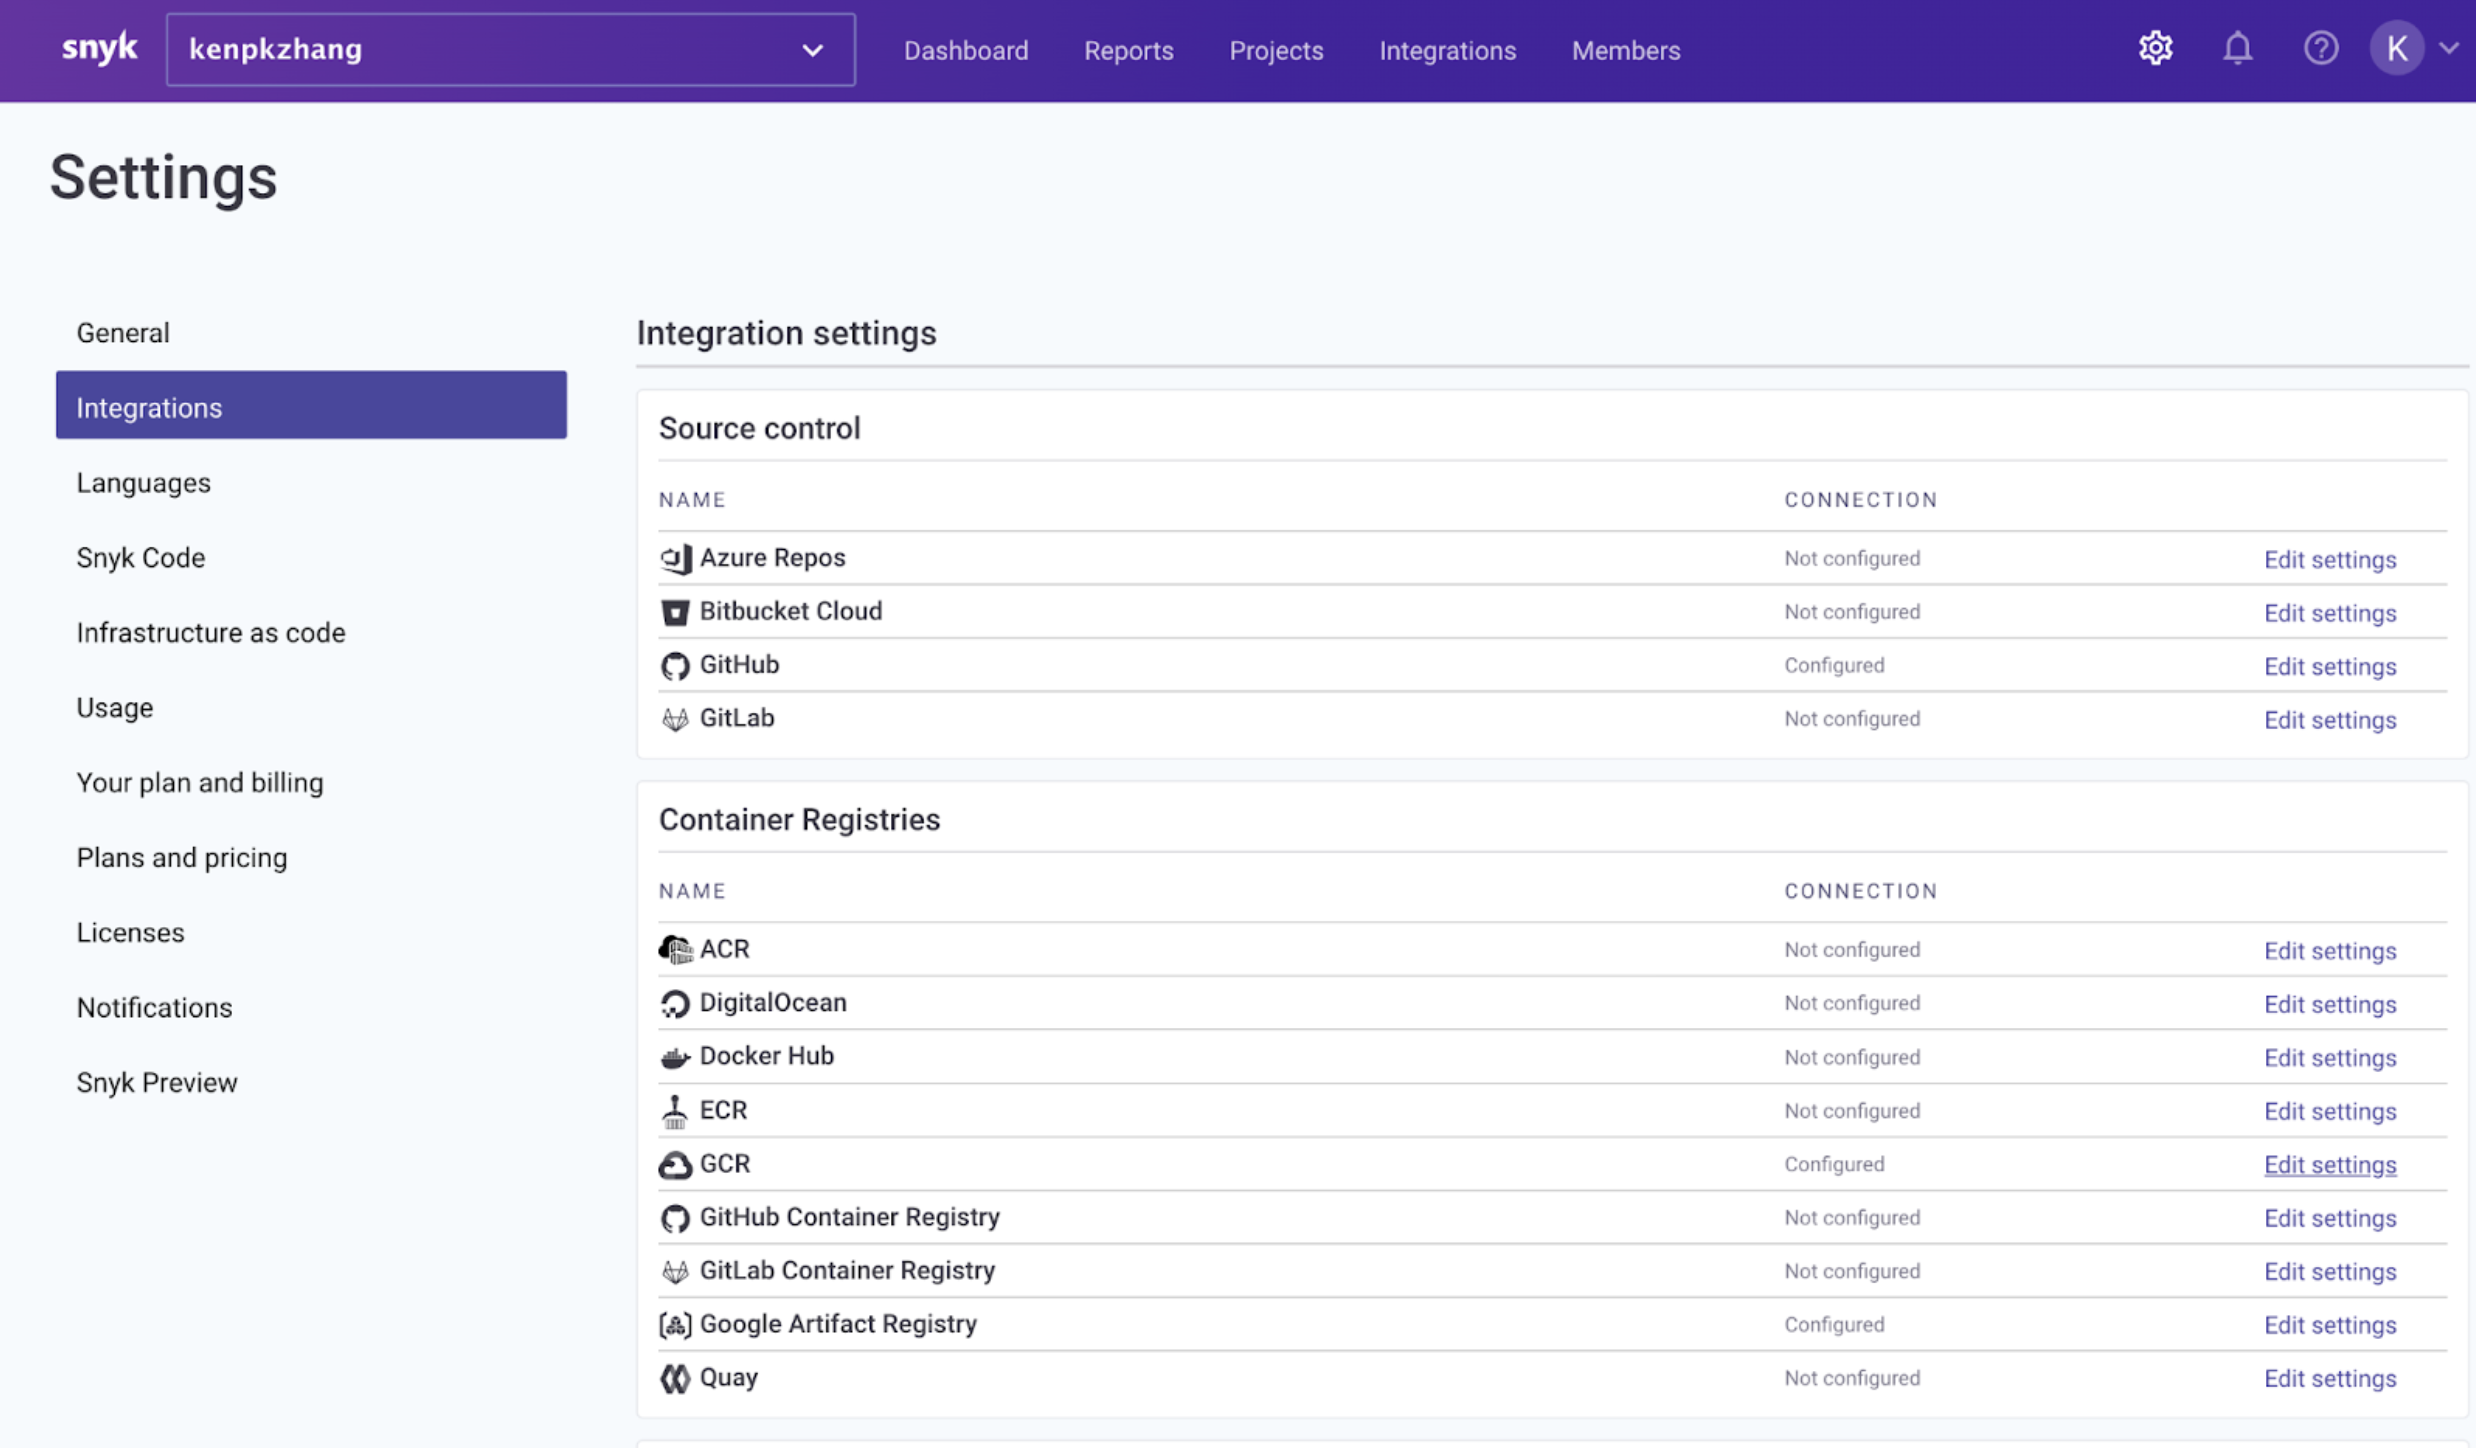 snyk kenpkzhang Dashboard Reports Projects Integrations Members K
Settings
General
Integrations
Languages
Snyk Code
Infrastructure as code
Usage
Your plan and billing
Plans and pricing
Licenses
Notifications
Snyk Preview
Integration settings
Source control
NAME CONNECTION
Azure Repos Not configured Edit settings
Bitbucket Cloud Not configured Edit settings
GitHub Configured Edit settings
GitLab Not configured Edit settings
Container Registries
NAME CONNECTION
ACR Not configured Edit settings
DigitalOcean Not configured Edit settings
Docker Hub Not configured Edit settings
ECR Not configured Edit settings
GCR Configured Edit settings
GitHub Container Registry Not configured Edit settings
GitLab Container Registry Not configured Edit settings
Google Artifact Registry Configured Edit settings
Quay Not configured Edit settings